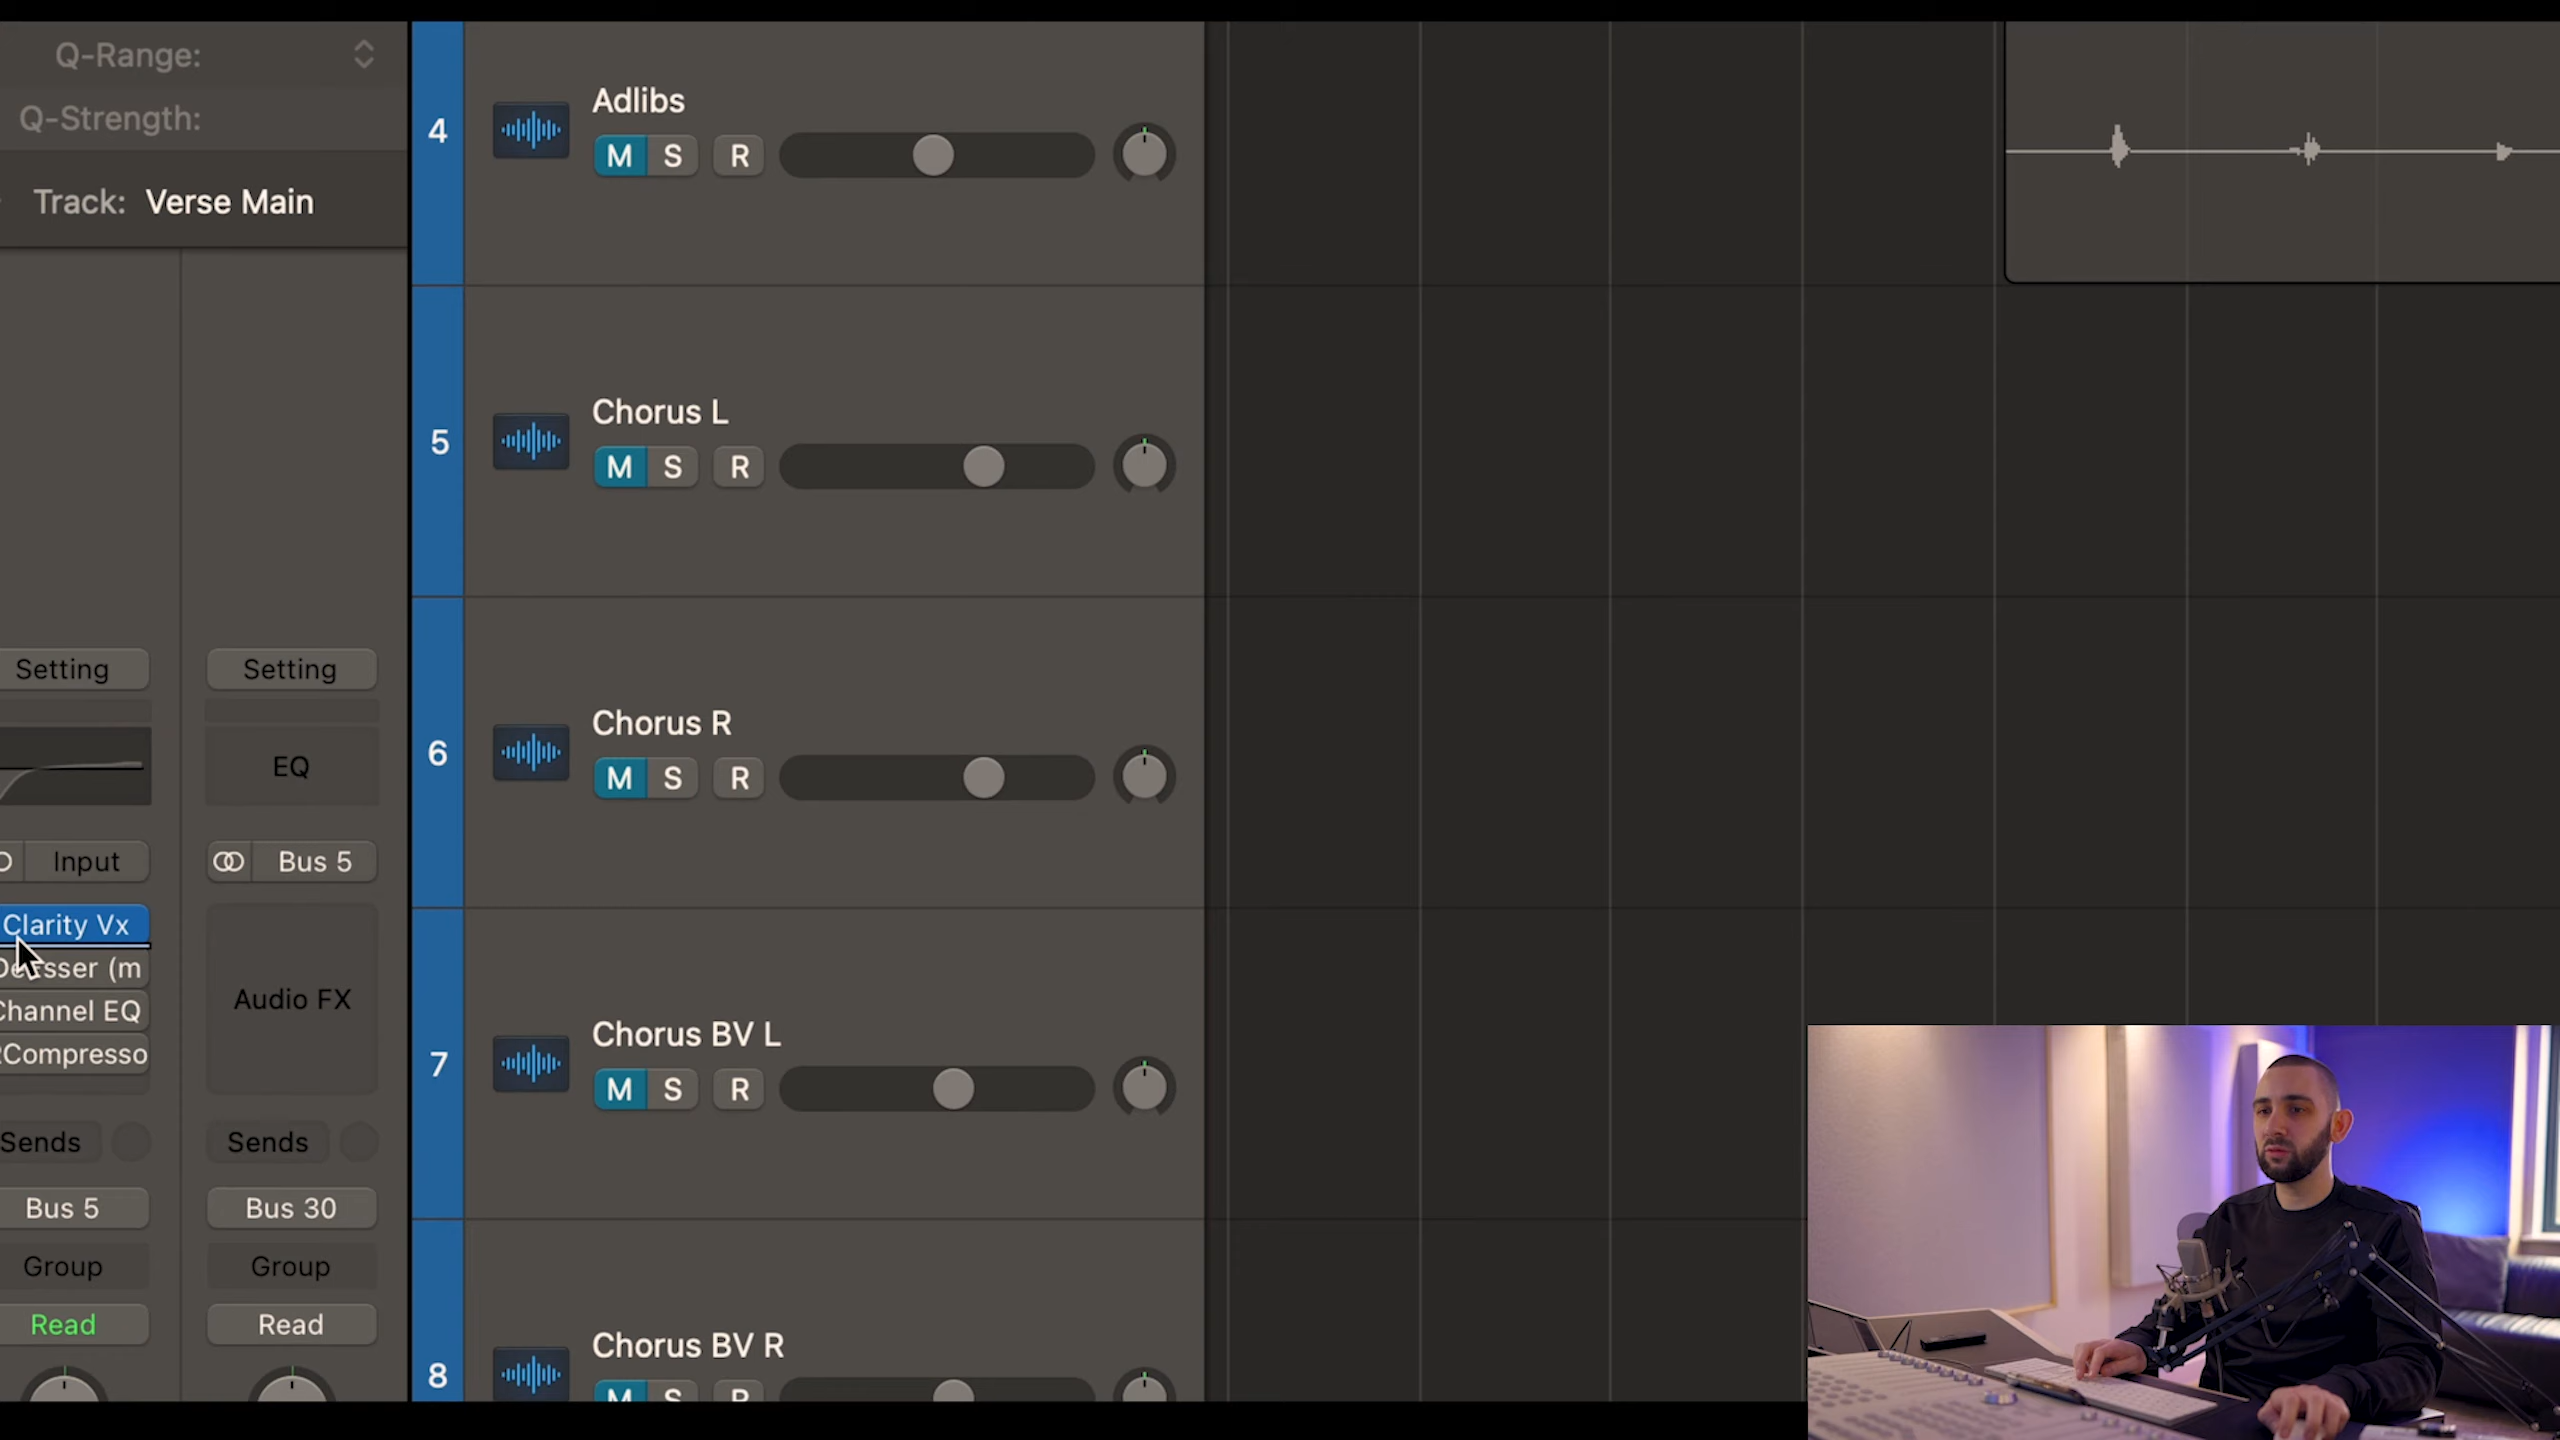 Q-Range:
Q-Strength:
Track: Verse Main
Setting
Setting
EQ
Input
Bus 5
Clarity Vx
(m
Channel EQ
Audio FX
Sends
Sends
Bus 5
Bus 30
Group
Group
Read
Read
4
Adlibs
M S R
5
Chorus L
M S R
6
Chorus R
M S R
7
Chorus BV L
M S R
8
Chorus BV R
M S R